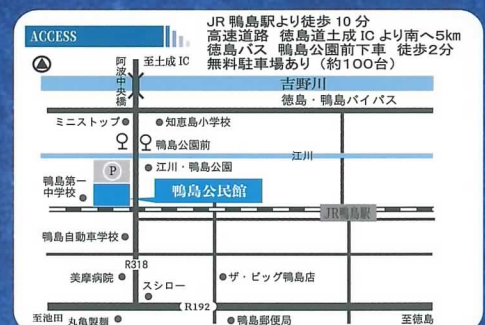 ACCESS
JR 鴨島駅より徒歩 10 分
高速道路 徳島道土成 IC より南へ5km
徳島バス 鴨島公園前下車 徒歩2分
無料駐車場あり（約100台）
阿波中央橋
至土成 IC
吉野川
徳島・鴨島バイパス
ミニストップ
知恵島小学校
鴨島公園前
江川
P
江川・鴨島公園
鴨島第一中学校
鴨島公民館
JR鴨島駅
鴨島自動車学校
R318
美摩病院
スシロー
ザ・ビッグ鴨島店
R192
至池田
丸亀製麺
鴨島郵便局
至徳島